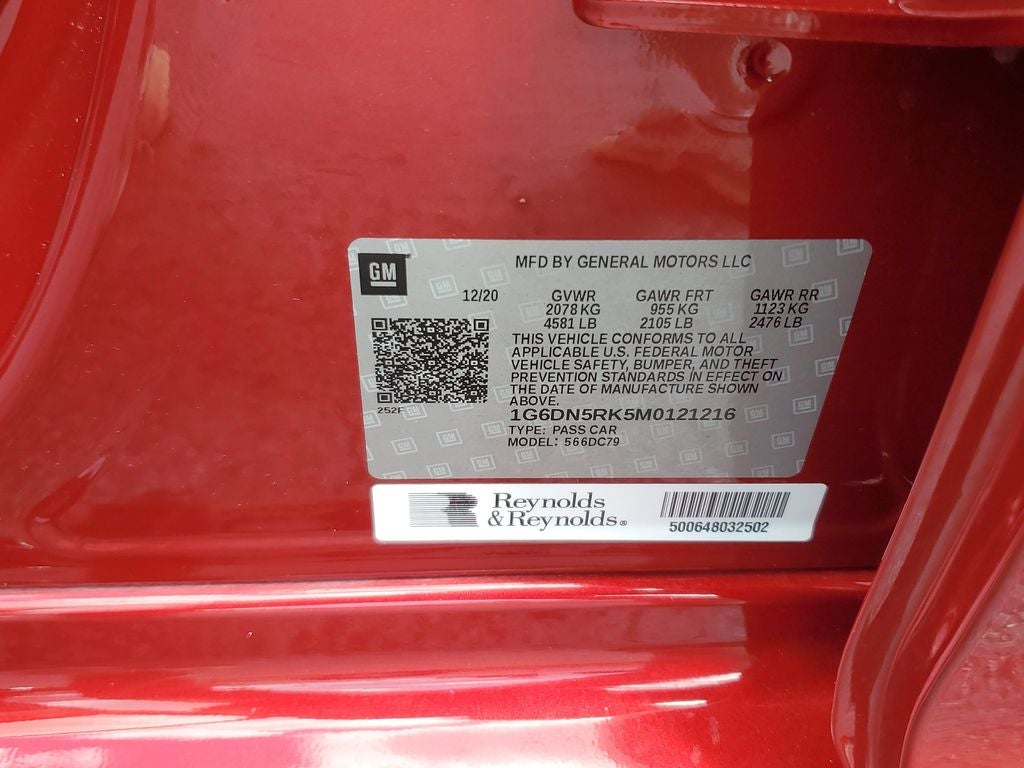 GM
MFD BY GENERAL MOTORS LLC
12/20 GVWR GAWR FRT GAWR RR
2078 KG 955 KG 1123 KG
4581 LB 2105 LB 2476 LB
THIS VEHICLE CONFORMS TO ALL
APPLICABLE U.S. FEDERAL MOTOR
VEHICLE SAFETY, BUMPER, AND THEFT
PREVENTION STANDARDS IN EFFECT ON
THE DATE OF MANUFACTURE SHOWN
ABOVE.
252F
1G6DN5RK5M0121216
TYPE: PASS CAR
MODEL: 566DC79
Reynolds
& Reynolds®
500648032502